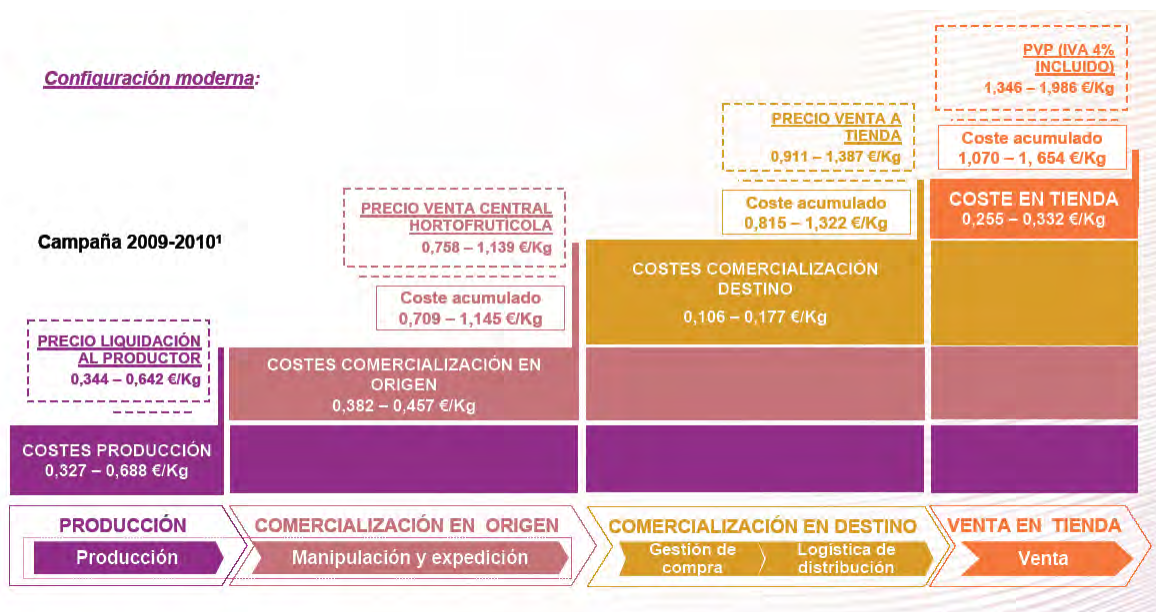 Configuración moderna:
PVP (IVA 4%
INCLUIDO)
1,346 – 1,986 €/Kg
PRECIO VENTA A
TIENDA
0,911 – 1,387 €/Kg
Coste acumulado
1,070 – 1, 654 €/Kg
PRECIO VENTA CENTRAL
HORTOFRUTÍCOLA
0,758 – 1,139 €/Kg
Coste acumulado
0,815 – 1,322 €/Kg
COSTE EN TIENDA
0,255 – 0,332 €/Kg
Campaña 2009-2010¹
COSTES COMERCIALIZACIÓN
DESTINO
0,106 – 0,177 €/Kg
Coste acumulado
0,709 – 1,145 €/Kg
PRECIO LIQUIDACIÓN
AL PRODUCTOR
0,344 – 0,642 €/Kg
COSTES COMERCIALIZACIÓN EN
ORIGEN
0,382 – 0,457 €/Kg
COSTES PRODUCCIÓN
0,327 – 0,688 €/Kg
PRODUCCIÓN
Producción
COMERCIALIZACIÓN EN ORIGEN
Manipulación y expedición
COMERCIALIZACIÓN EN DESTINO
Gestión de
compra
Logística de
distribución
VENTA EN TIENDA
Venta